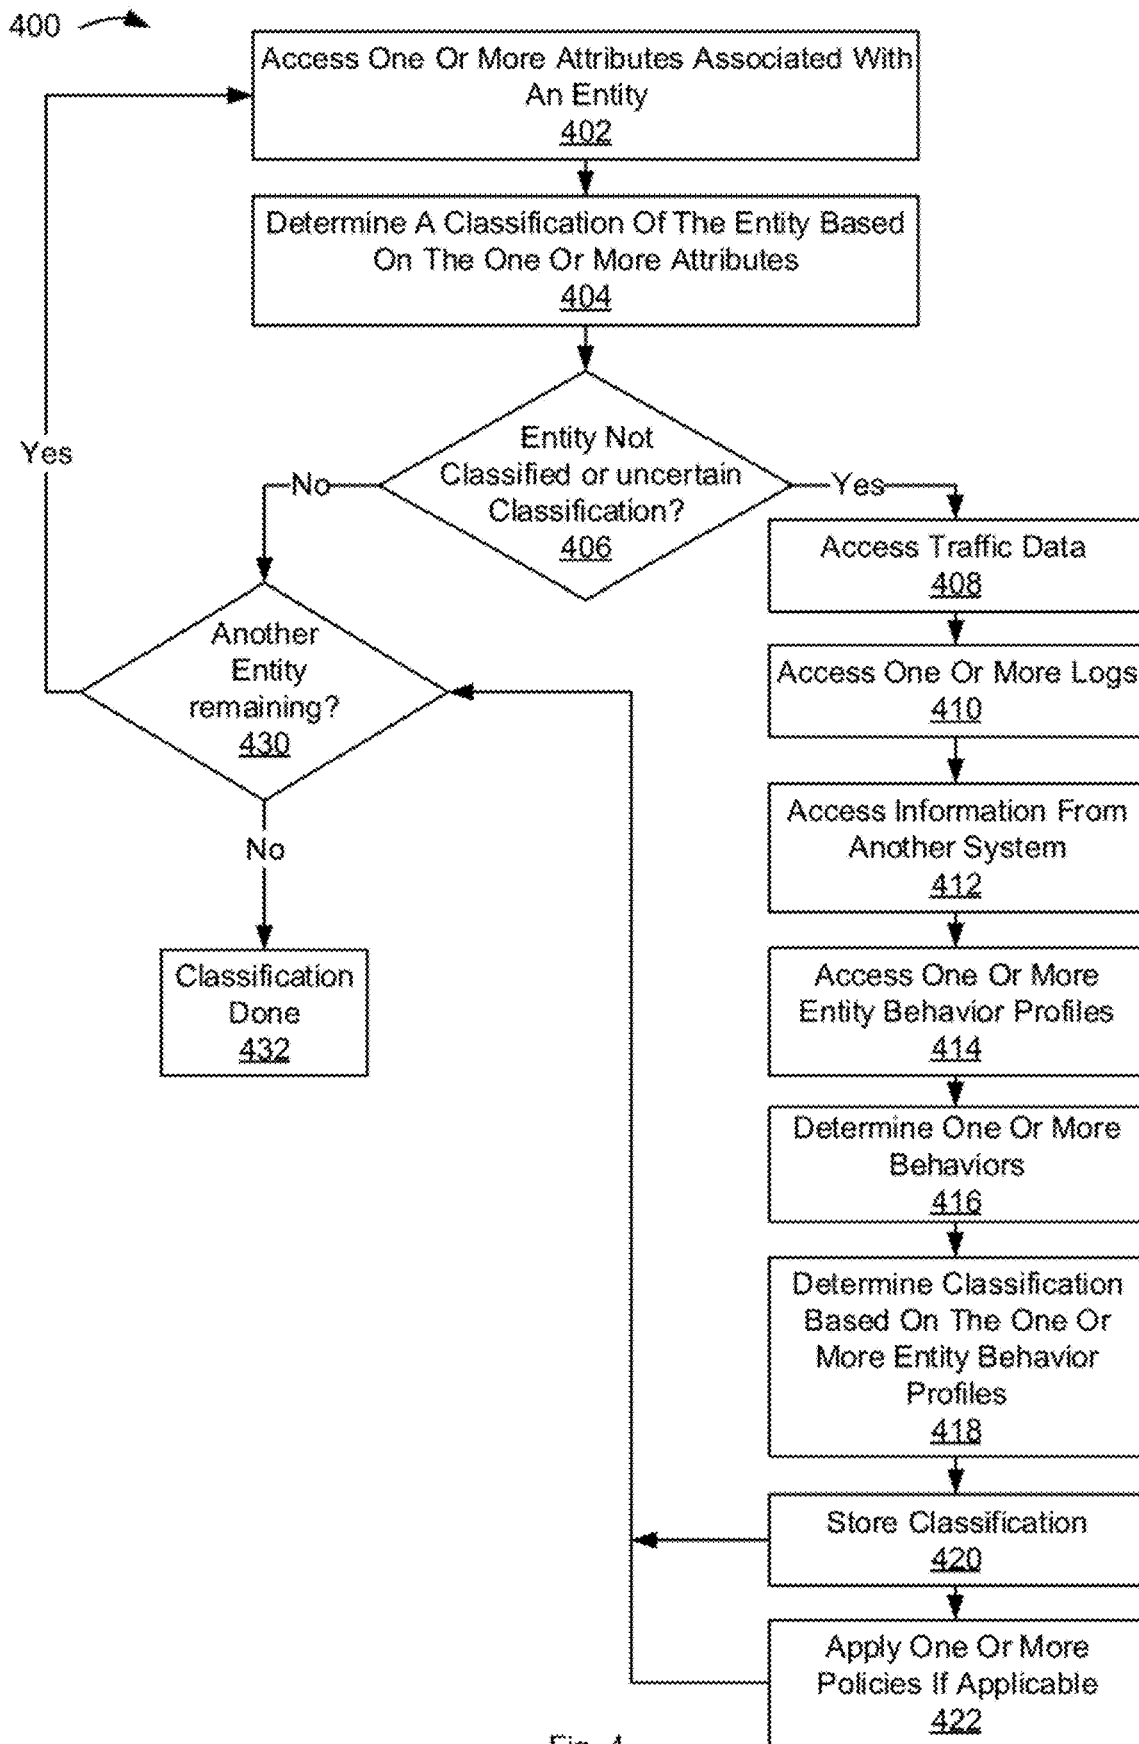 400
Access One Or More Attributes Associated With
An Entity
402
Determine A Classification Of The Entity Based
On The One Or More Attributes
404
Entity Not
Classified or uncertain
Classification?
406
No
Yes
Yes
Another
Entity
remaining?
430
No
Classification
Done
432
Access Traffic Data
408
Access One Or More Logs
410
Access Information From
Another System
412
Access One Or More
Entity Behavior Profiles
414
Determine One Or More
Behaviors
416
Determine Classification
Based On The One Or
More Entity Behavior
Profiles
418
Store Classification
420
Apply One Or More
Policies If Applicable
422
Fig. 4